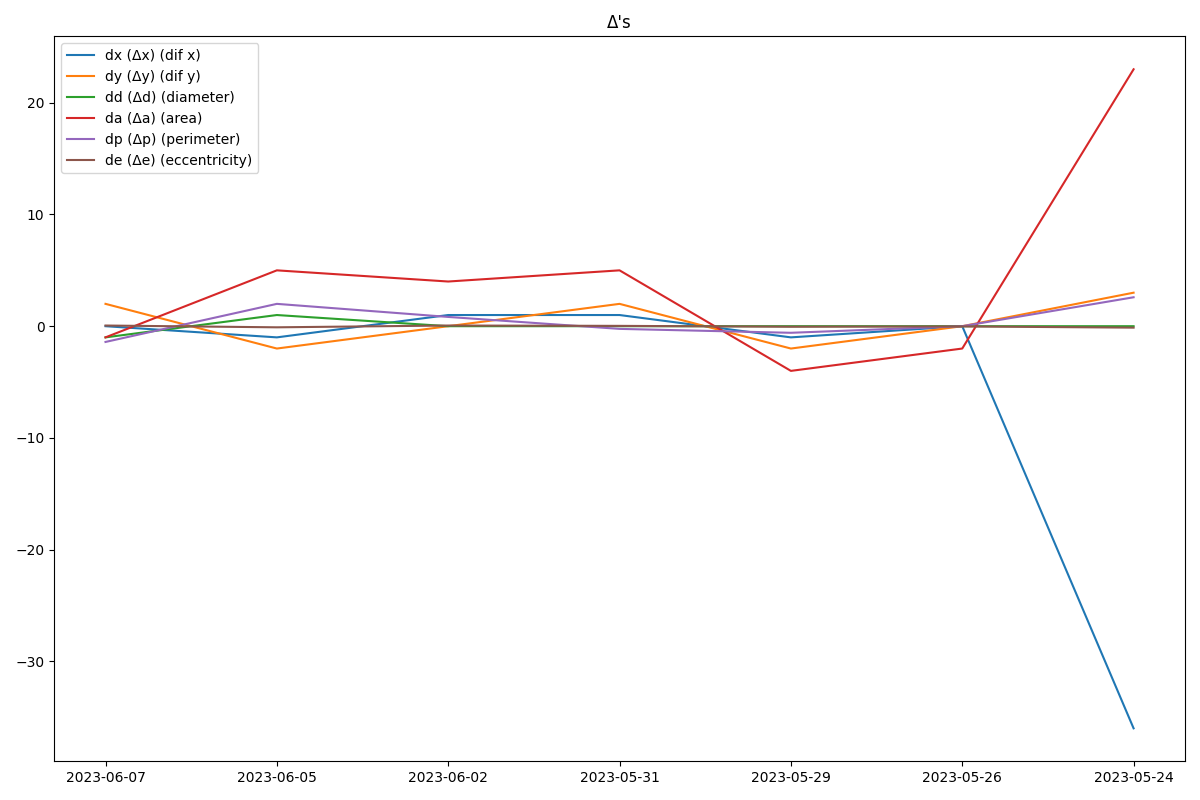 Δ's
dx (Δx) (dif x)
dy (Δy) (dif y)
dd (Δd) (diameter)
da (Δa) (area)
dp (Δp) (perimeter)
de (Δe) (eccentricity)
20
10
0
−10
−20
−30
2023-06-07 2023-06-05 2023-06-02 2023-05-31 2023-05-29 2023-05-26 2023-05-24